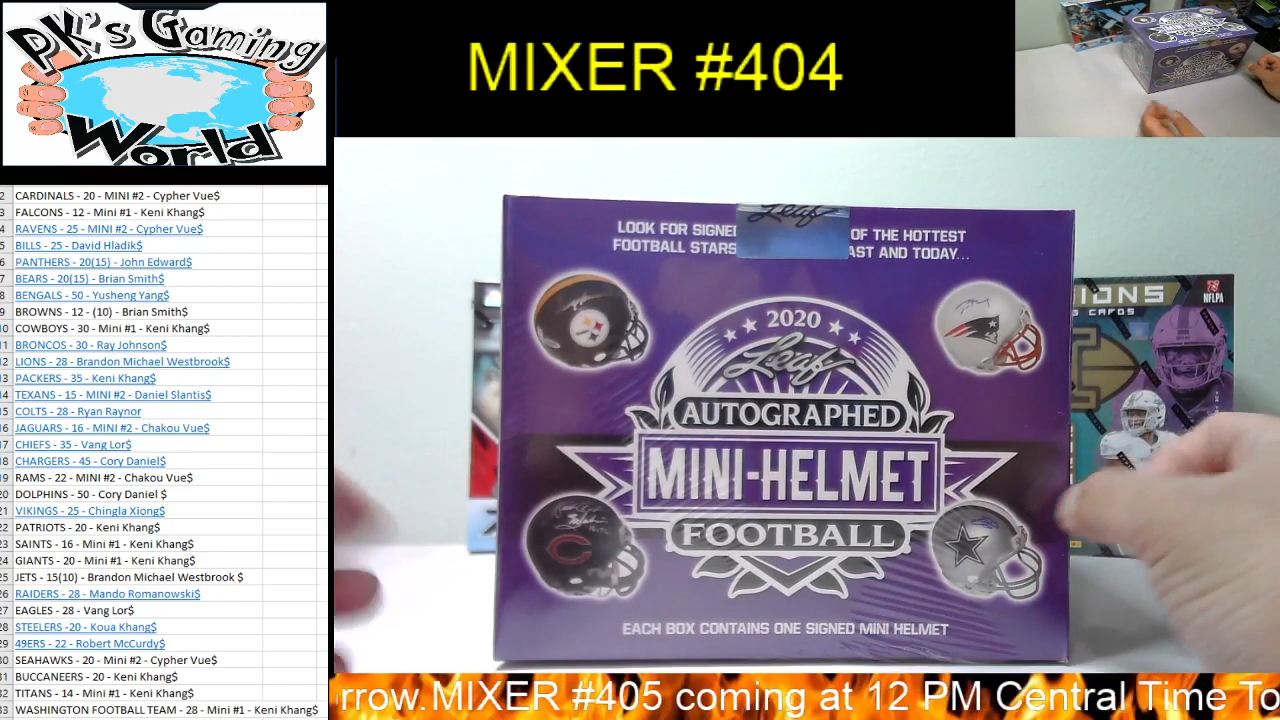 PK's Gaming
World
MIXER #404
2 CARDINALS - 20 - MINI #2 - Cypher Vue$
3 FALCONS - 12 - Mini #1 - Keni Khang$
4 RAVENS - 25 - MINI #2 - Cypher Vue$
5 BILLS - 25 - David Hladik$
6 PANTHERS - 20(15) - John Edward$
7 BEARS - 20(15) - Brian Smith$
8 BENGALS - 50 - Yusheng Yang$
9 BROWNS - 12 - (10) - Brian Smith$
10 COWBOYS - 30 - Mini #1 - Keni Khang$
11 BRONCOS - 30 - Ray Johnson$
12 LIONS - 28 - Brandon Michael Westbrook$
13 PACKERS - 35 - Keni Khang$
14 TEXANS - 15 - MINI #2 - Daniel Slantis$
15 COLTS - 28 - Ryan Raynor
16 JAGUARS - 16 - MINI #2 - Chakou Vue$
17 CHIEFS - 35 - Vang Lor$
18 CHARGERS - 45 - Cory Daniel$
19 RAMS - 22 - MINI #2 - Chakou Vue$
20 DOLPHINS - 50 - Cory Daniel $
21 VIKINGS - 25 - Chingla Xiong$
22 PATRIOTS - 20 - Keni Khang$
23 SAINTS - 16 - Mini #1 - Keni Khang$
24 GIANTS - 20 - Mini #1 - Keni Khang$
25 JETS - 15(10) - Brandon Michael Westbrook $
26 RAIDERS - 28 - Mando Romanowski$
27 EAGLES - 28 - Vang Lor$
28 STEELERS -20 - Koua Khang$
29 49ERS - 22 - Robert McCurdy$
30 SEAHAWKS - 20 - Mini #2 - Cypher Vue$
31 BUCCANEERS - 20 - Keni Khang$
32 TITANS - 14 - Mini #1 - Keni Khang$
33 WASHINGTON FOOTBALL TEAM - 28 - Mini #1 - Keni Khang$
Leaf
LOOK FOR SIGNED OF THE HOTTEST
FOOTBALL STARS AST AND TODAY...
2020
Leaf
AUTOGRAPHED
MINI-HELMET
FOOTBALL
EACH BOX CONTAINS ONE SIGNED MINI HELMET
IONS
NFLPA
MINI-HELMET
rrow.MIXER #405 coming at 12 PM Central Time To